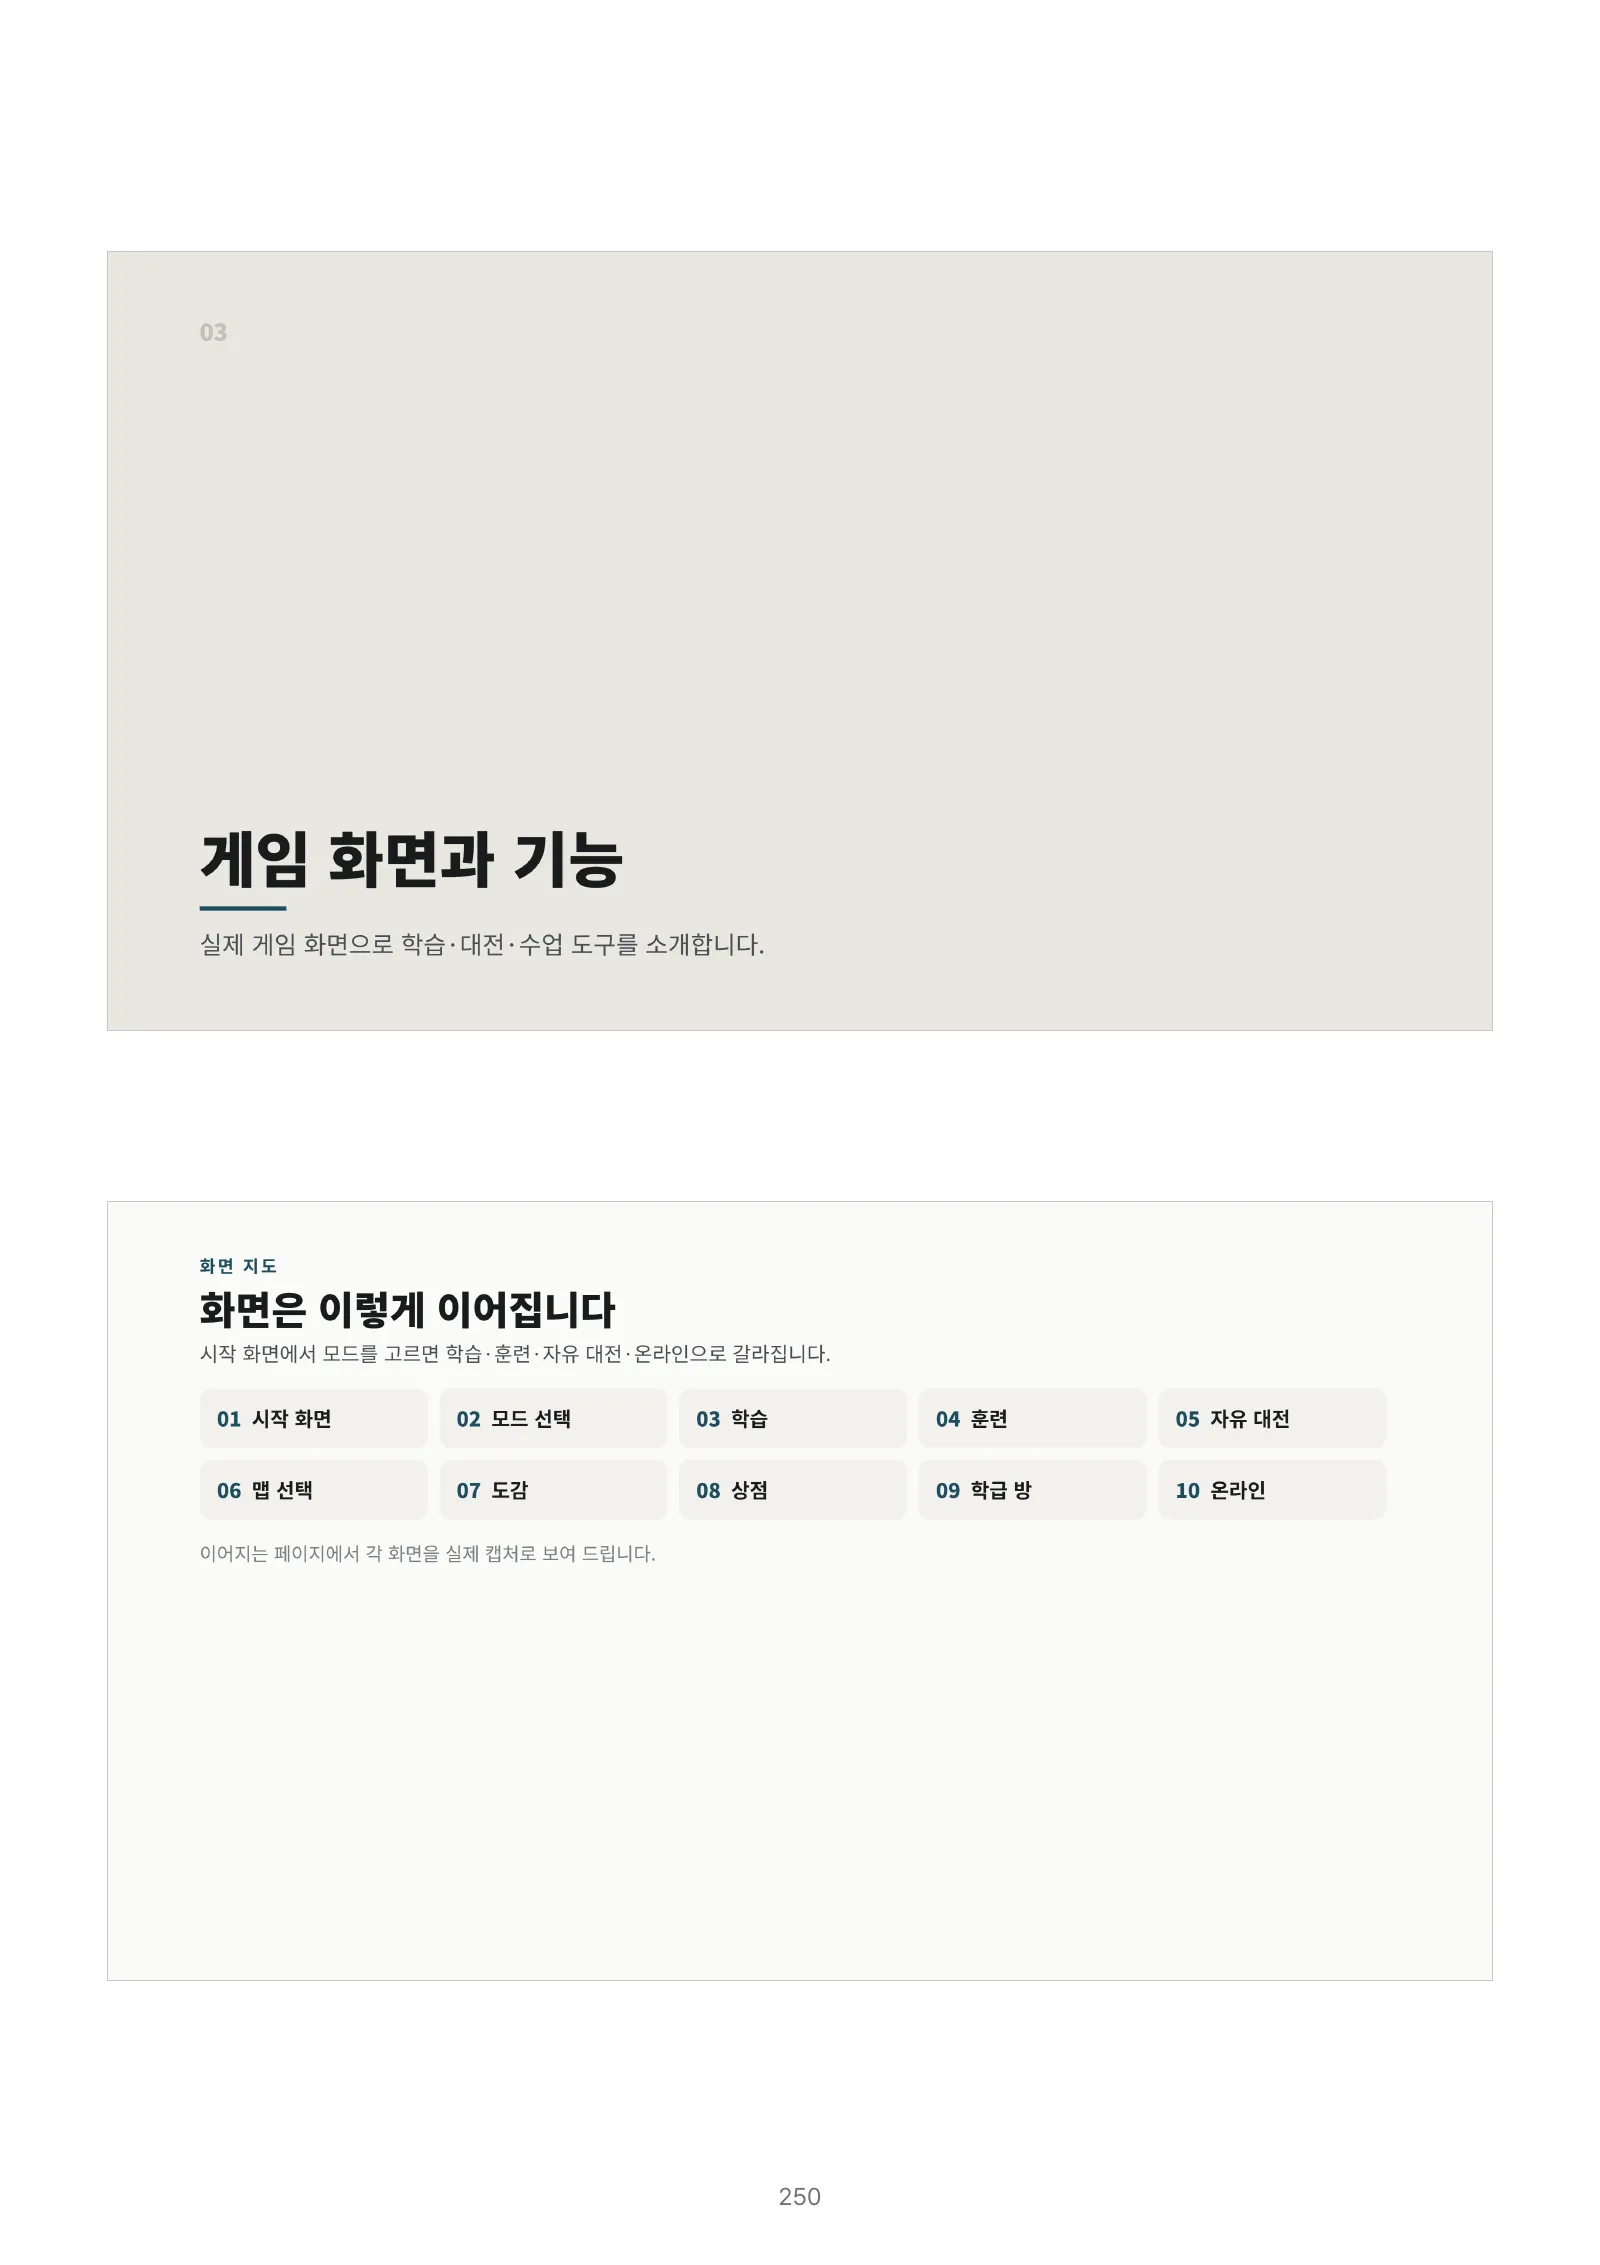 03
게임 화면과 기능
실제 게임 화면으로 학습·대전·수업 도구를 소개합니다.
화면 지도
화면은 이렇게 이어집니다
시작 화면에서 모드를 고르면 학습·훈련·자유 대전·온라인으로 갈라집니다.
01 시작 화면
02 모드 선택
03 학습
04 훈련
05 자유 대전
06 맵 선택
07 도감
08 상점
09 학급 방
10 온라인
이어지는 페이지에서 각 화면을 실제 캡처로 보여 드립니다.
250